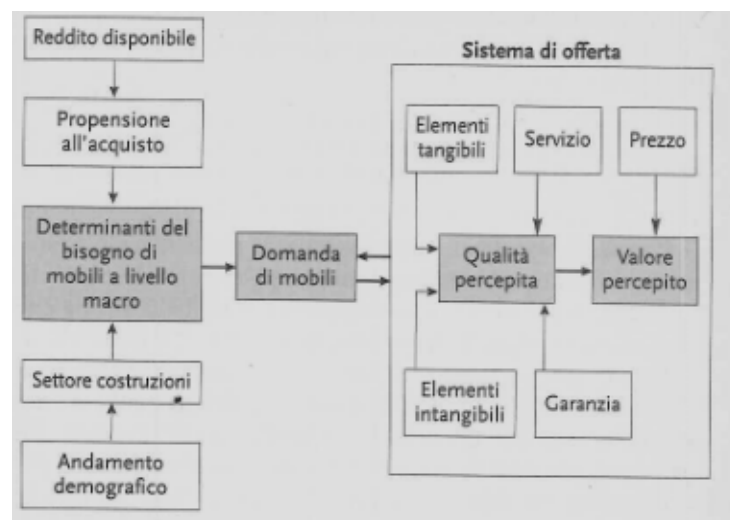 Reddito disponibile
Propensione
all'acquisto
Determinanti del
bisogno di
mobili a livello
macro
Settore costruzioni
Andamento
demografico
Domanda
di mobili
Sistema di offerta
Elementi
tangibili
Servizio
Prezzo
Qualità
percepita
Valore
percepito
Elementi
intangibili
Garanzia